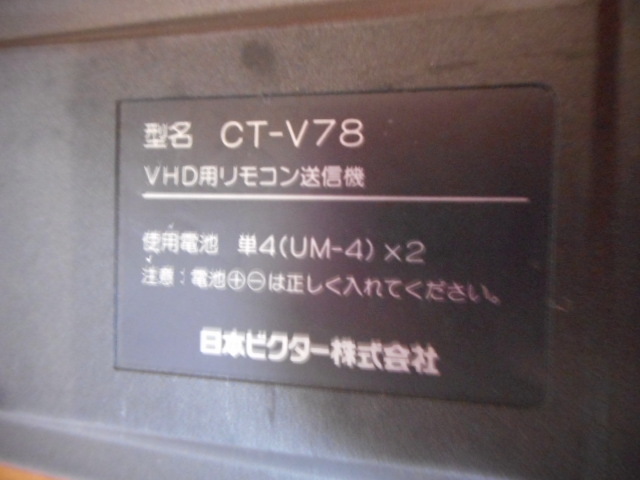 型名 CT-V78
VHD用リモコン送信機
使用電池 単4(UM-4)×2
注意:電池⊕⊖は正しく入れてください。
日本ビクター株式会社